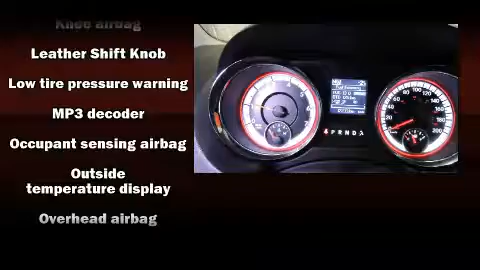 Knee airbag
Leather Shift Knob
Low tire pressure warning
MP3 decoder
Occupant sensing airbag
Outside
temperature display
Overhead airbag
PRND